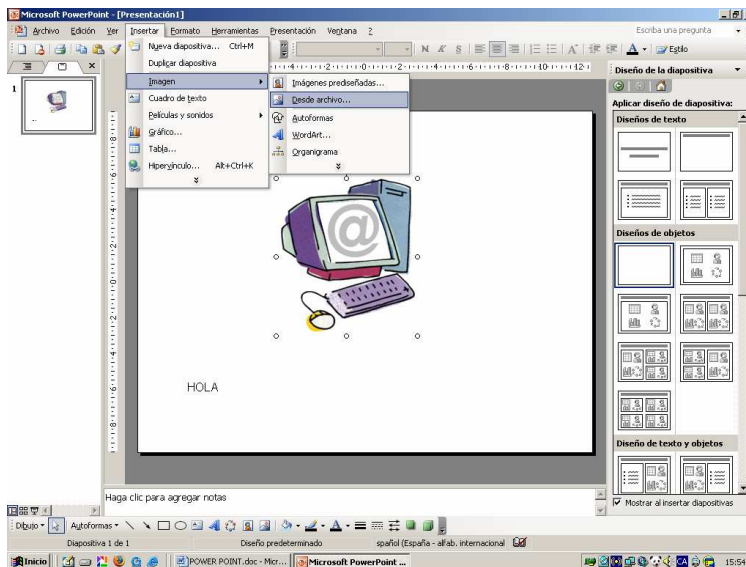 Microsoft PowerPoint - [Presentación1]
Archivo Edición Ver Insertar Formato Herramientas Presentación Ventana ?
Escriba una pregunta
N K S
Estilo
Nueva diapositiva... Ctrl+M
Duplicar diapositiva
Imagen
Cuadro de texto
Películas y sonidos
Gráfico...
Tabla...
Hipervínculo... Alt+Ctrl+K
Imágenes prediseñadas...
Desde archivo...
Autoformas
WordArt...
Organigrama
1
@
HOLA
Diseño de la diapositiva
Aplicar diseño de diapositiva:
Diseños de texto
Diseños de objetos
Diseños de texto y objetos
Mostrar al insertar diapositivas
Haga clic para agregar notas
Dibujo Autoformas
Diapositiva 1 de 1
Diseño predeterminado
spañol (España - alfab. internacional
Inicio
POWER POINT.doc - Micr...
Microsoft PowerPoint ...
CA
15:54